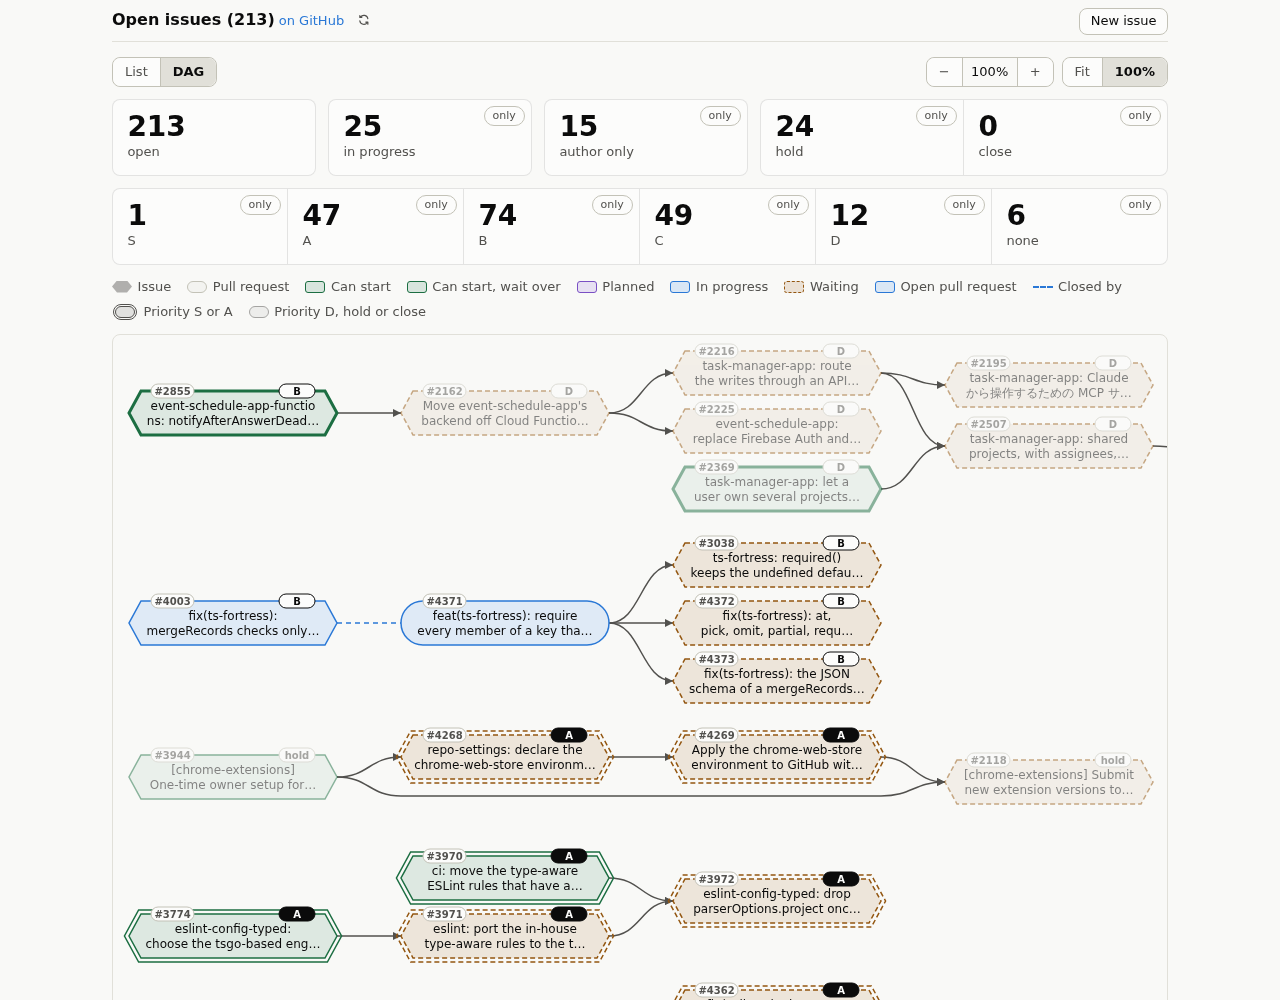 Open issues (213) on GitHub
New issue
List DAG
− 100% + Fit 100%
213
open
25
in progress
only
15
author only
only
24
hold
only
0
close
only
1
S
only
47
A
only
74
B
only
49
C
only
12
D
only
6
none
only
Issue Pull request Can start Can start, wait over Planned In progress Waiting Open pull request Closed by
Priority S or A Priority D, hold or close
#2855 B
event-schedule-app-functio
ns: notifyAfterAnswerDead…
#2162 D
Move event-schedule-app's
backend off Cloud Functio…
#2216 D
task-manager-app: route
the writes through an API…
#2225 D
event-schedule-app:
replace Firebase Auth and…
#2369 D
task-manager-app: let a
user own several projects…
#2195 D
task-manager-app: Claude
から操作するための MCP サ…
#2507 D
task-manager-app: shared
projects, with assignees,…
#4003 B
fix(ts-fortress):
mergeRecords checks only…
#4371
feat(ts-fortress): require
every member of a key tha…
#3038 B
ts-fortress: required()
keeps the undefined defau…
#4372 B
fix(ts-fortress): at,
pick, omit, partial, requ…
#4373 B
fix(ts-fortress): the JSON
schema of a mergeRecords…
#3944 hold
[chrome-extensions]
One-time owner setup for…
#4268 A
repo-settings: declare the
chrome-web-store environm…
#4269 A
Apply the chrome-web-store
environment to GitHub wit…
#2118 hold
[chrome-extensions] Submit
new extension versions to…
#3970 A
ci: move the type-aware
ESLint rules that have a…
#3774 A
eslint-config-typed:
choose the tsgo-based eng…
#3971 A
eslint: port the in-house
type-aware rules to the t…
#3972 A
eslint-config-typed: drop
parserOptions.project onc…
#4362 A